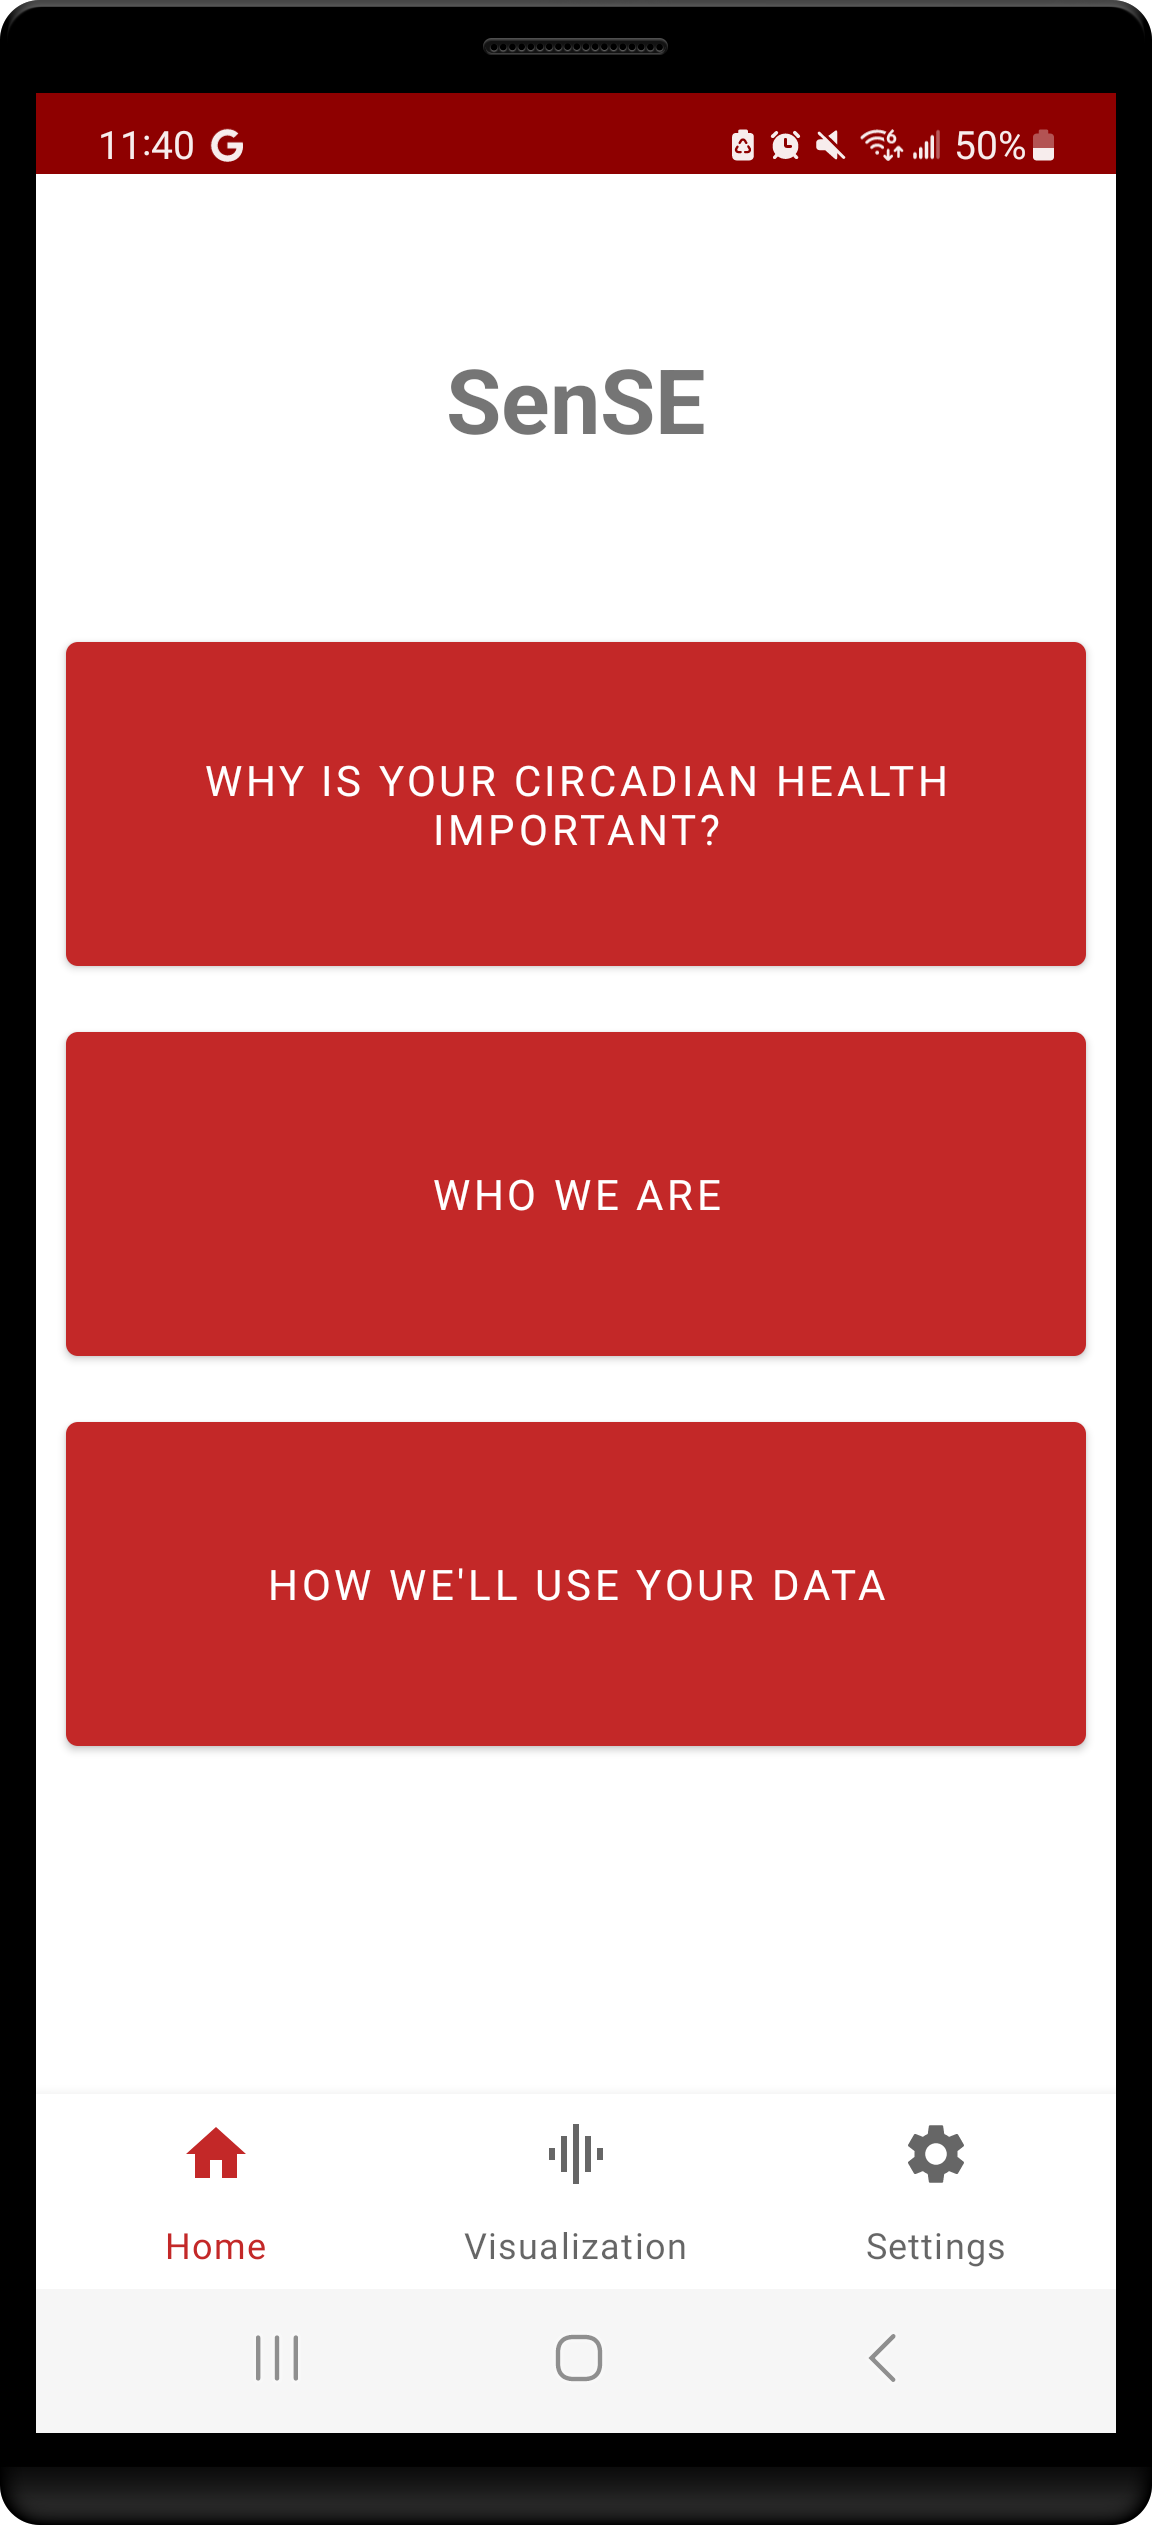 11:40
50%
SenSE
WHY IS YOUR CIRCADIAN HEALTH
IMPORTANT?
WHO WE ARE
HOW WE'LL USE YOUR DATA
Home Visualization Settings